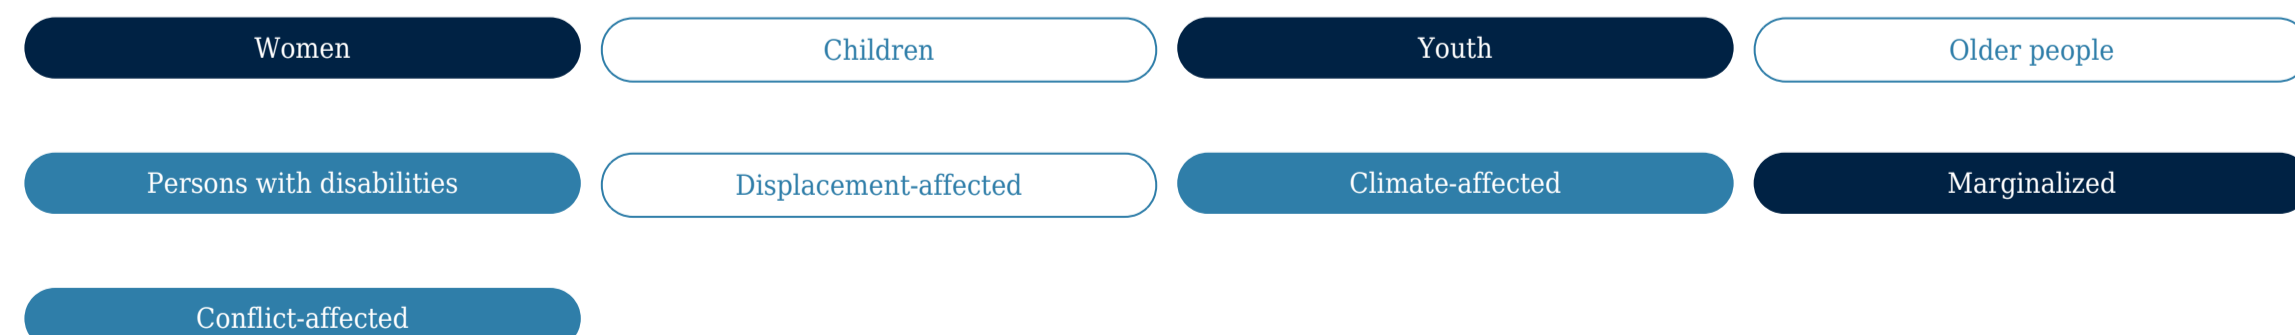 Women
Children
Youth
Older people
Persons with disabilities
Displacement-affected
Climate-affected
Marginalized
Conflict-affected